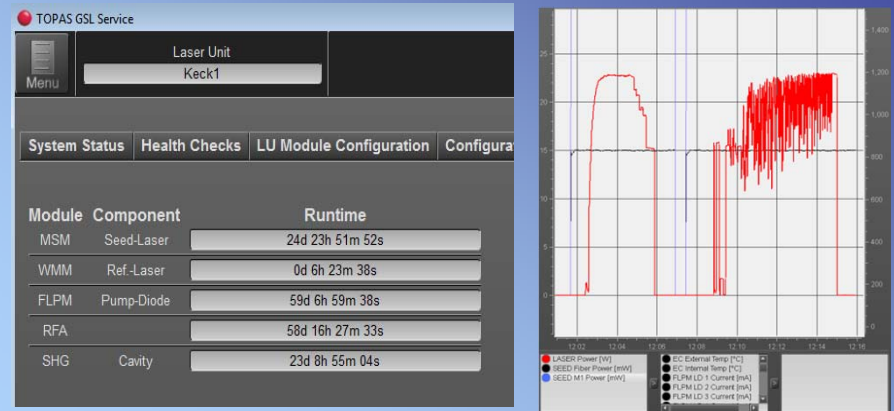 TOPAS GSL Service
Menu
Laser Unit
Keck1
System Status Health Checks LU Module Configuration Configura
Module Component Runtime
MSM Seed-Laser 24d 23h 51m 52s
WMM Ref.-Laser 0d 6h 23m 38s
FLPM Pump-Diode 59d 6h 59m 38s
RFA 58d 16h 27m 33s
SHG Cavity 23d 8h 55m 04s
1,400
25
1,200
20
1,000
15
800
10
600
5
400
200
0
0
12:02 12:04 12:06 12:08 12:10 12:12 12:14 12:16
LASER Power [W]
SEED Fiber Power [mW]
SEED M1 Power [mW]
EC External Temp [°C]
EC Internal Temp [°C]
FLPM LD 1 Current [mA]
FLPM LD 2 Current [mA]
FLPM LD 3 Current [mA]